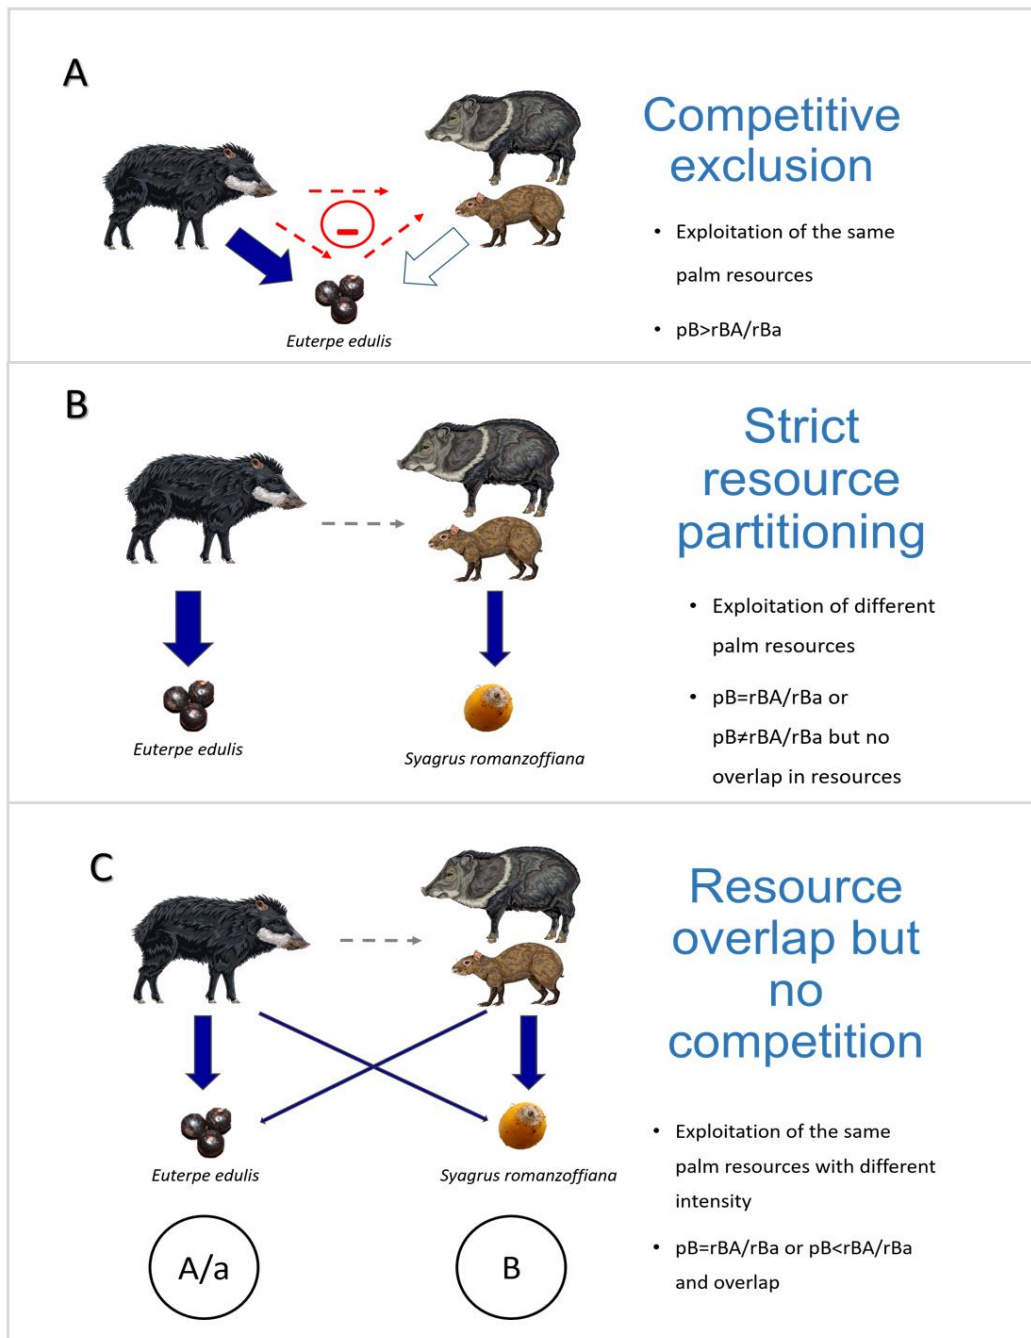 A
Competitive
exclusion
• Exploitation of the same
palm resources
• pB>rBA/rBa
Euterpe edulis
B
Strict
resource
partitioning
• Exploitation of different
palm resources
• pB=rBA/rBa or
pB≠rBA/rBa but no
overlap in resources
Euterpe edulis
Syagrus romanzoffiana
C
Resource
overlap but
no
competition
• Exploitation of the same
palm resources with different
intensity
• pB=rBA/rBa or pB<rBA/rBa
and overlap
Euterpe edulis
Syagrus romanzoffiana
A/a
B